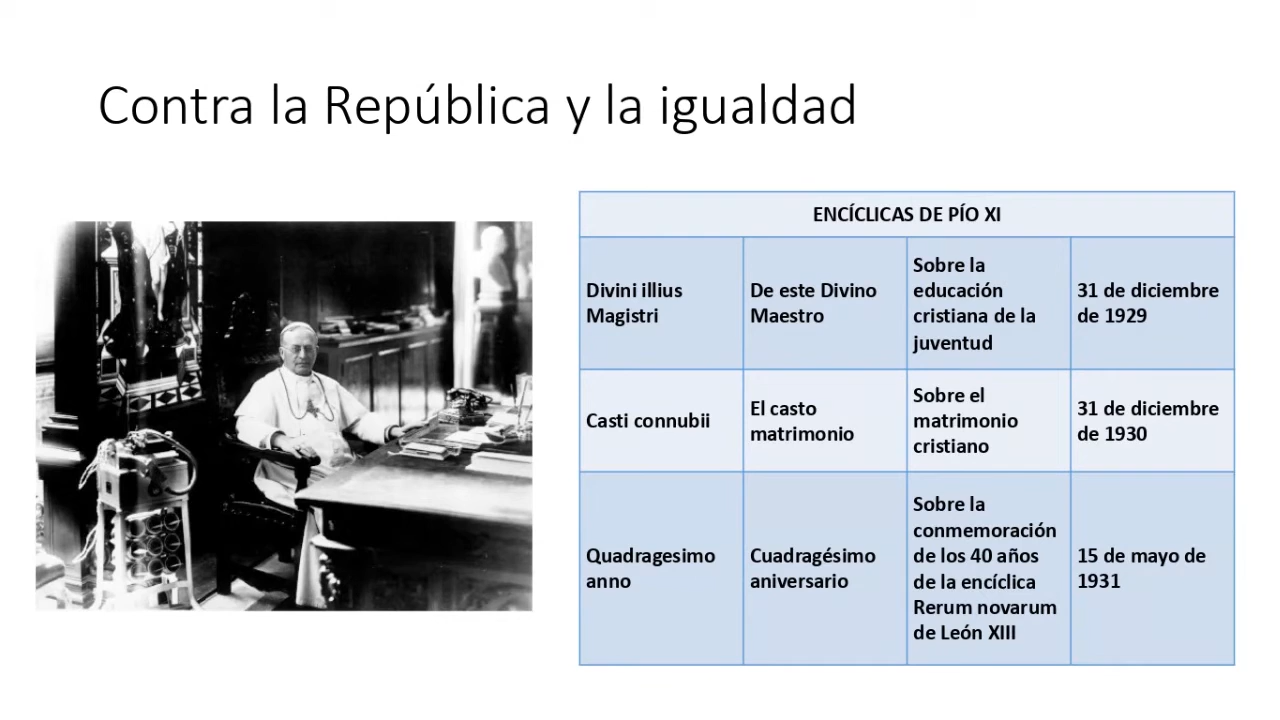 Contra la República y la igualdad
ENCÍCLICAS DE PÍO XI
Divini illius
Magistri
De este Divino
Maestro
Sobre la
educación
cristiana de la
juventud
31 de diciembre
de 1929
Casti connubii
El casto
matrimonio
Sobre el
matrimonio
cristiano
31 de diciembre
de 1930
Quadragesimo
anno
Cuadragésimo
aniversario
Sobre la
conmemoración
de los 40 años
de la encíclica
Rerum novarum
de León XIII
15 de mayo de
1931